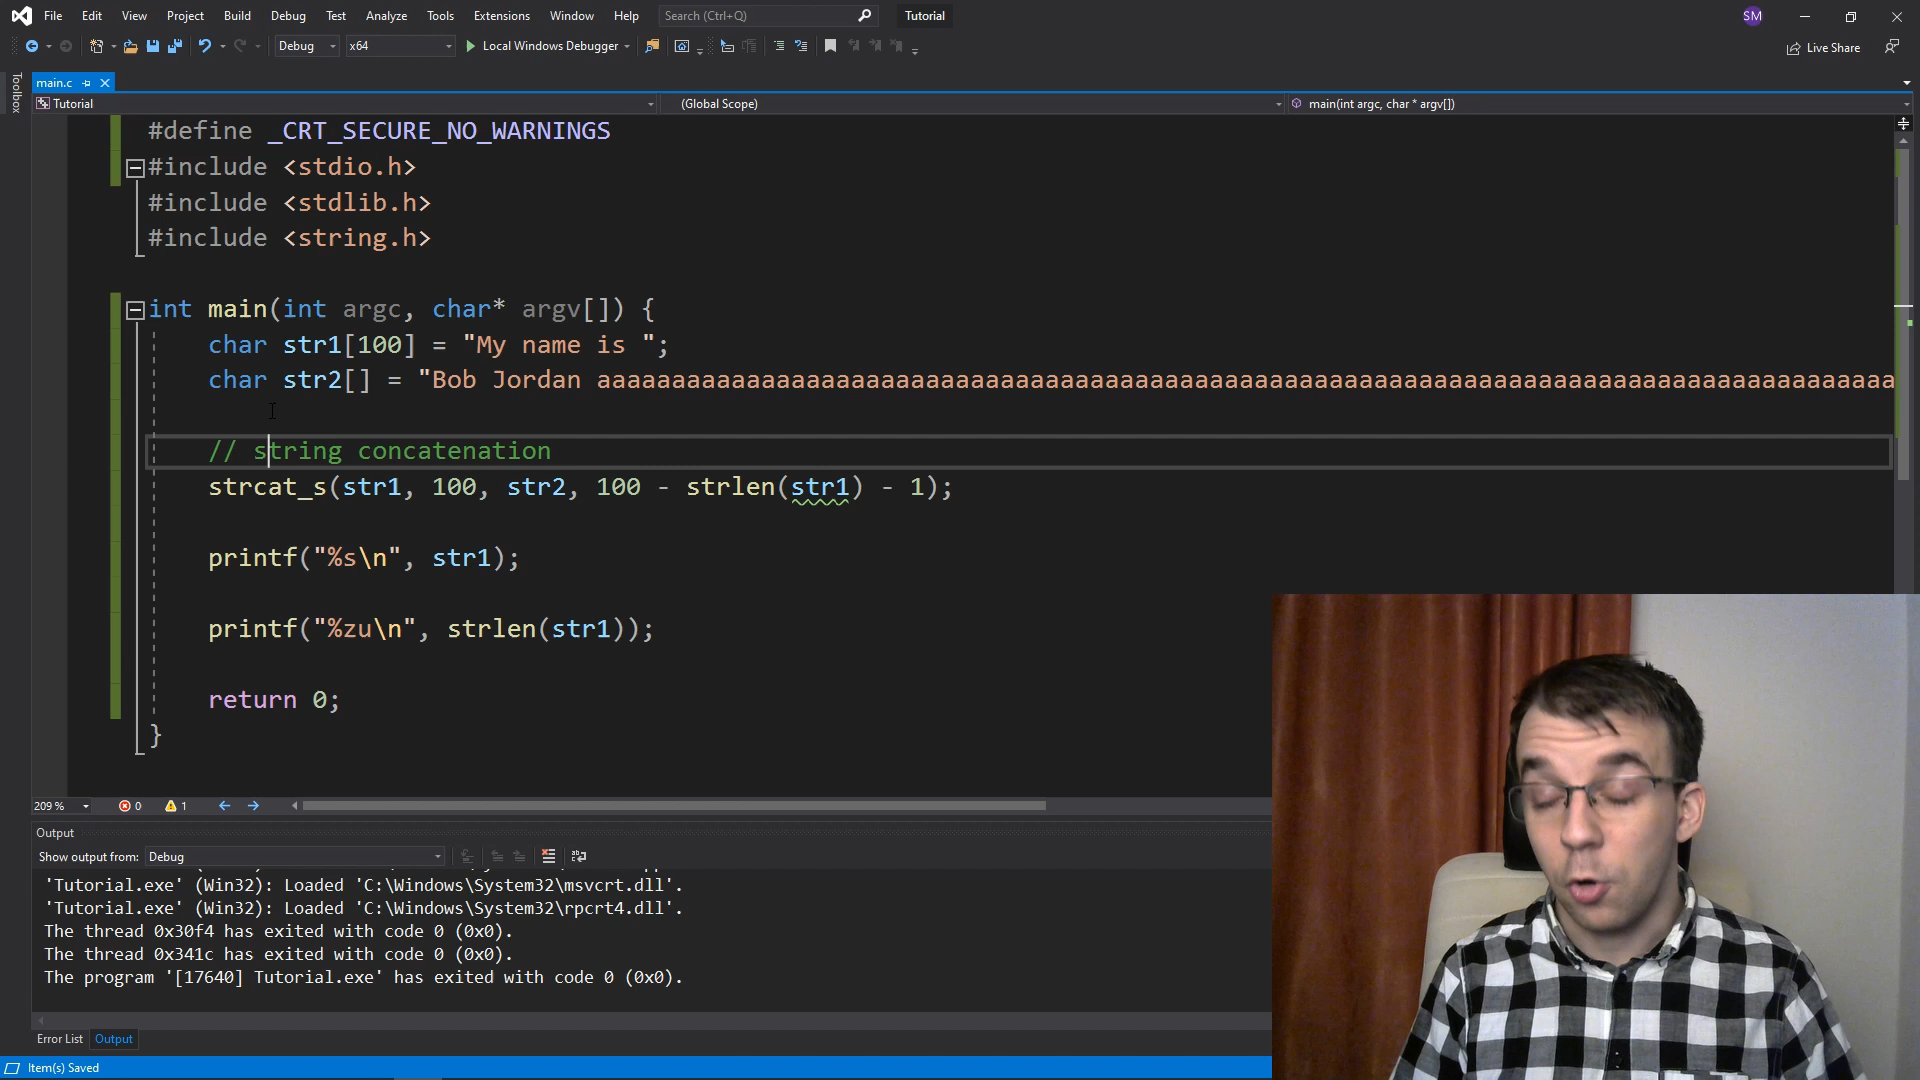 File Edit View Project Build Debug Test Analyze Tools Extensions Window Help Search (Ctrl+Q) Tutorial SM
Debug x64 Local Windows Debugger Live Share
Toolbox
main.c
Tutorial (Global Scope) main(int argc, char * argv[])
#define _CRT_SECURE_NO_WARNINGS
#include <stdio.h>
#include <stdlib.h>
#include <string.h>
int main(int argc, char* argv[]) {
char str1[100] = "My name is ";
char str2[] = "Bob Jordan
// string concatenation
strcat_s(str1, 100, str2, 100 - strlen(str1) - 1);
printf("%s\n", str1);
printf("%zu\n", strlen(str1));
return 0;
}
209 % 0 1
Output
Show output from: Debug
'Tutorial.exe' (Win32): Loaded 'C:\Windows\System32\msvcrt.dll'.
'Tutorial.exe' (Win32): Loaded 'C:\Windows\System32\rpcrt4.dll'.
The thread 0x30f4 has exited with code 0 (0x0).
The thread 0x341c has exited with code 0 (0x0).
The program '[17640] Tutorial.exe' has exited with code 0 (0x0).
Error List Output
Item(s) Saved